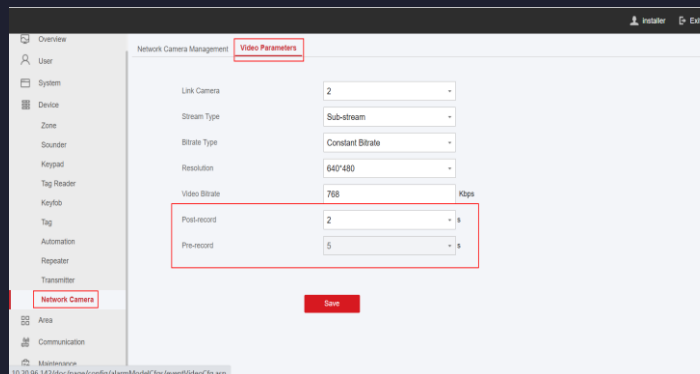 installer Exit
Overview
User
System
Device
Zone
Sounder
Keypad
Tag Reader
Keyfob
Tag
Automation
Repeater
Transmitter
Network Camera
Area
Communication
Maintenance
Network Camera Management Video Parameters
Link Camera 2
Stream Type Sub-stream
Bitrate Type Constant Bitrate
Resolution 640*480
Video Bitrate 768 Kbps
Post-record 2 s
Pre-record 5 s
Save